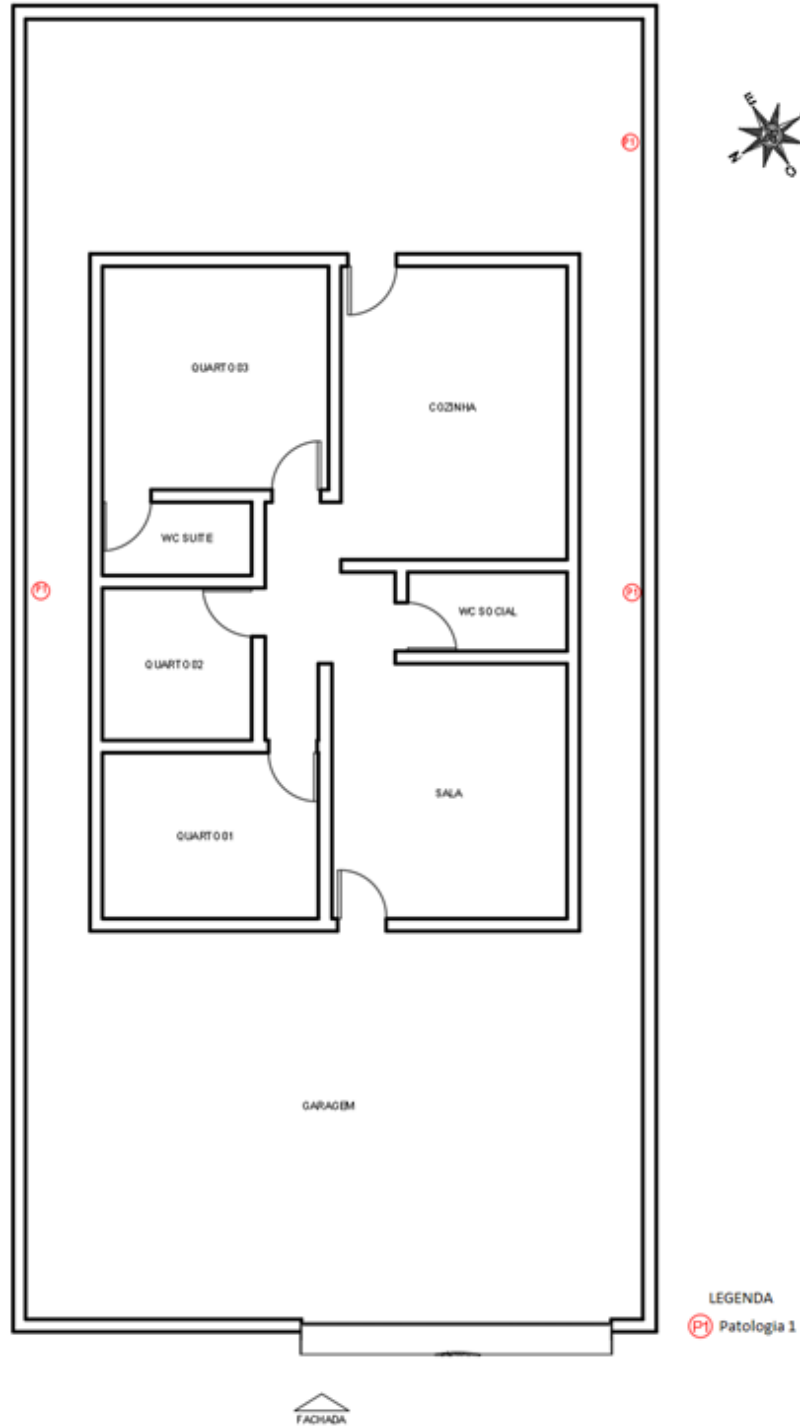 E
P1
N
O
QUARTO 03
COZINHA
WC SUITE
P1
P1
WC SOCIAL
QUARTO 02
SALA
QUARTO 01
GARAGEM
LEGENDA
P1 Patologia 1
FACHADA